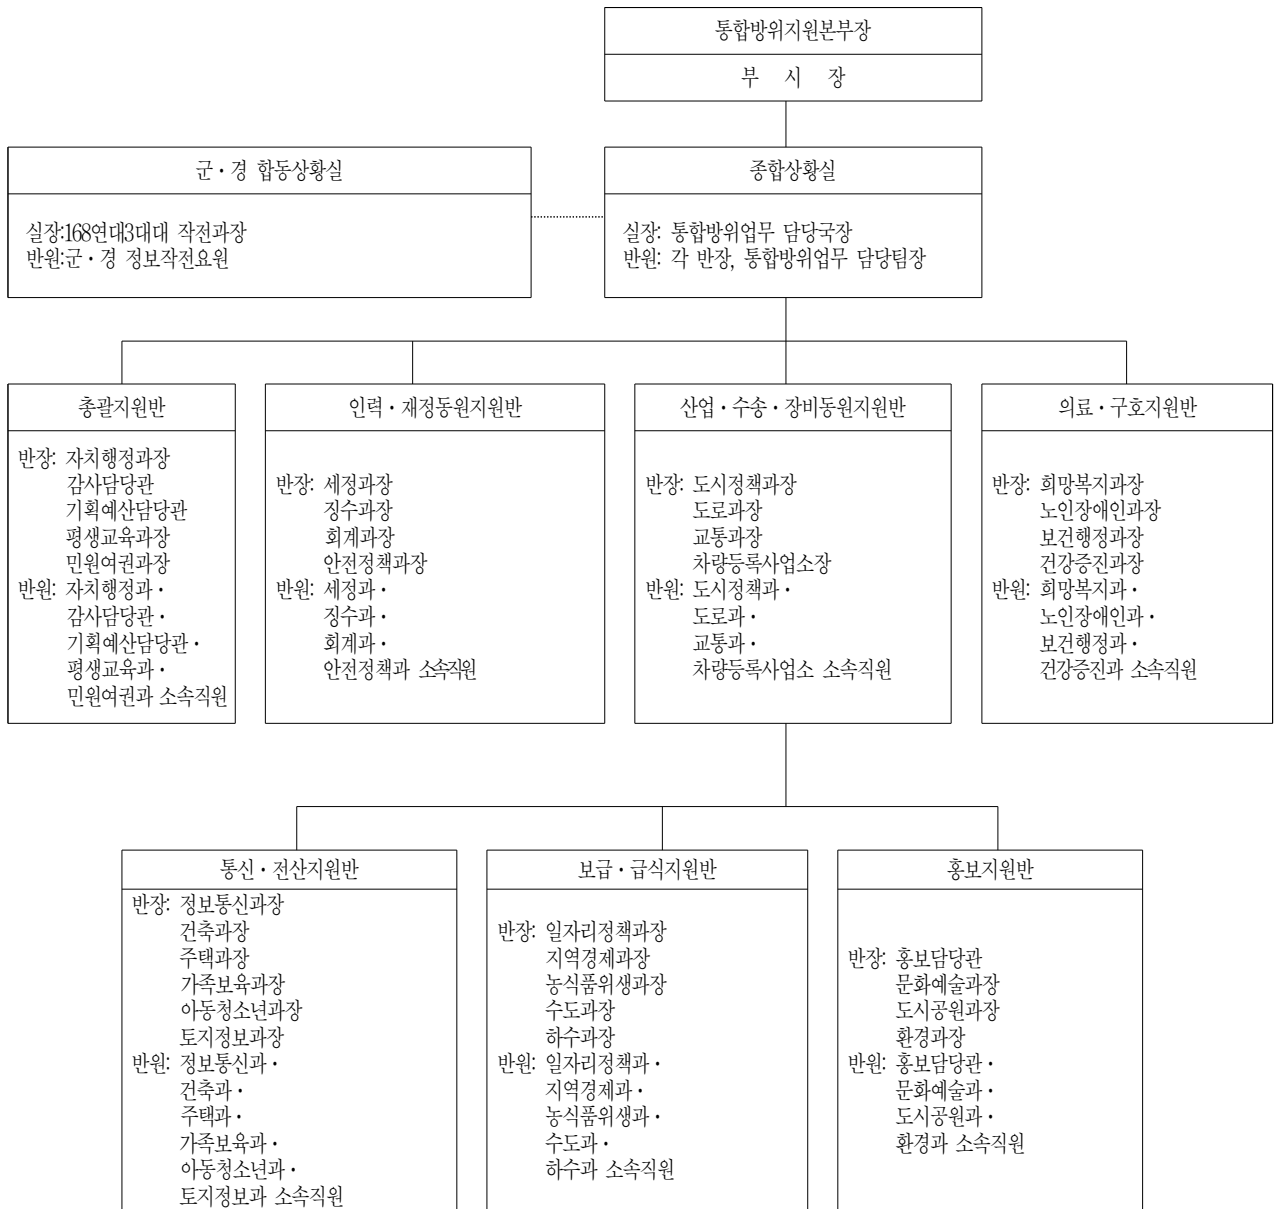 통합방위지원본부장
부 시 장
군·경 합동상황실
실장:168연대3대대 작전과장
반원:군·경 정보작전요원
종합상황실
실장: 통합방위업무 담당국장
반원: 각 반장, 통합방위업무 담당팀장
총괄지원반
반장: 자치행정과장
감사담당관
기획예산담당관
평생교육과장
민원여권과장
반원: 자치행정과·
감사담당관·
기획예산담당관·
평생교육과·
민원여권과 소속직원
인력·재정동원지원반
반장: 세정과장
징수과장
회계과장
안전정책과장
반원: 세정과·
징수과·
회계과·
안전정책과 소속직원
산업·수송·장비동원지원반
반장: 도시정책과장
도로과장
교통과장
차량등록사업소장
반원: 도시정책과·
도로과·
교통과·
차량등록사업소 소속직원
의료·구호지원반
반장: 희망복지과장
노인장애인과장
보건행정과장
건강증진과장
반원: 희망복지과·
노인장애인과·
보건행정과·
건강증진과 소속직원
통신·전산지원반
반장: 정보통신과장
건축과장
주택과장
가족보육과장
아동청소년과장
토지정보과장
반원: 정보통신과·
건축과·
주택과·
가족보육과·
아동청소년과·
토지정보과 소속직원
보급·급식지원반
반장: 일자리정책과장
지역경제과장
농식품위생과장
수도과장
하수과장
반원: 일자리정책과·
지역경제과·
농식품위생과·
수도과·
하수과 소속직원
홍보지원반
반장: 홍보담당관
문화예술과장
도시공원과장
환경과장
반원: 홍보담당관·
문화예술과·
도시공원과·
환경과 소속직원